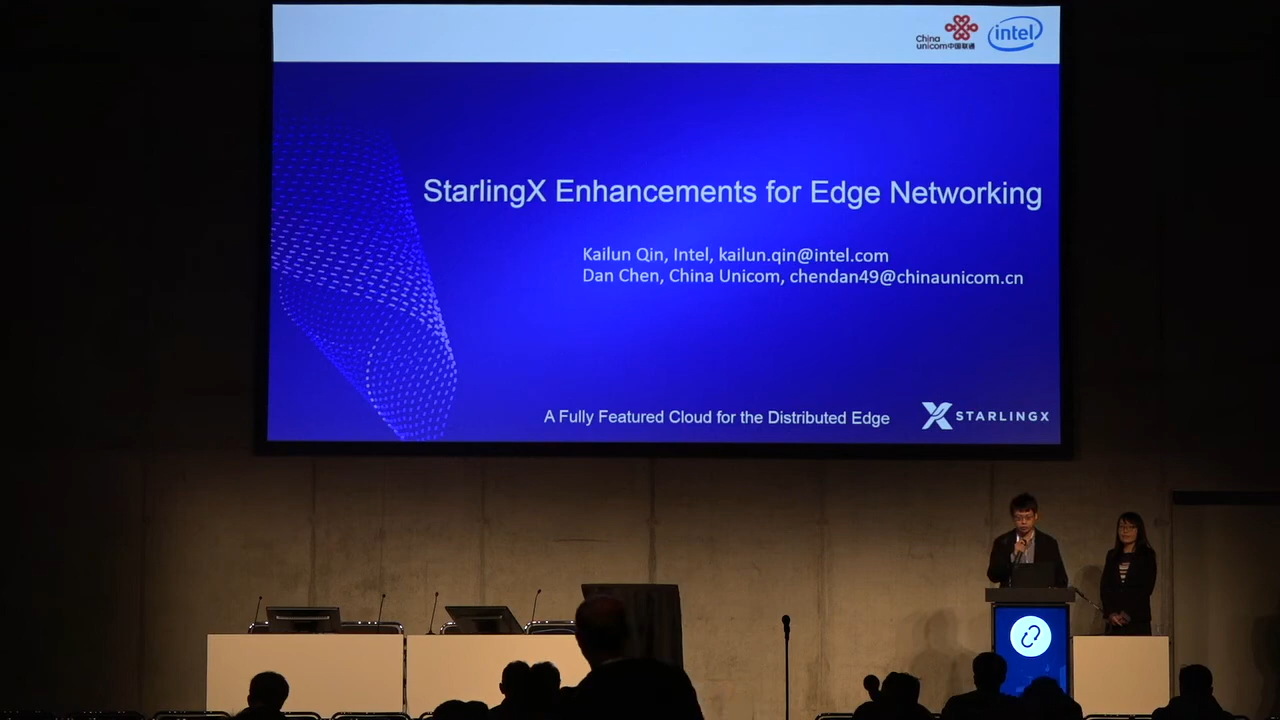 China
unicom中国联通
intel
StarlingX Enhancements for Edge Networking
Kailun Qin, Intel, kailun.qin@intel.com
Dan Chen, China Unicom, chendan49@chinaunicom.cn
A Fully Featured Cloud for the Distributed Edge
STARLINGX